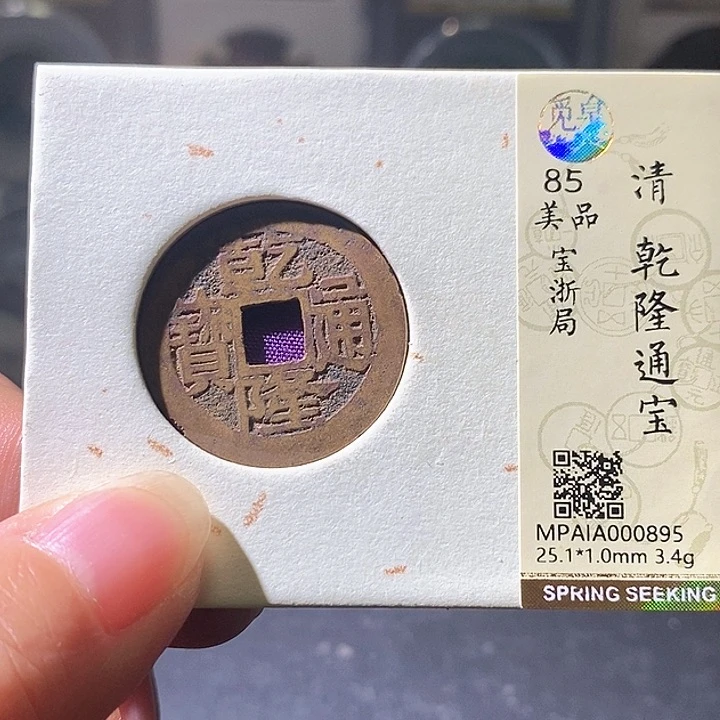 乾隆通寶
觅泉
85
美品
宝浙局
清 乾隆通宝
MPAIA000895
25.1*1.0mm 3.4g
SPRING SEEKING